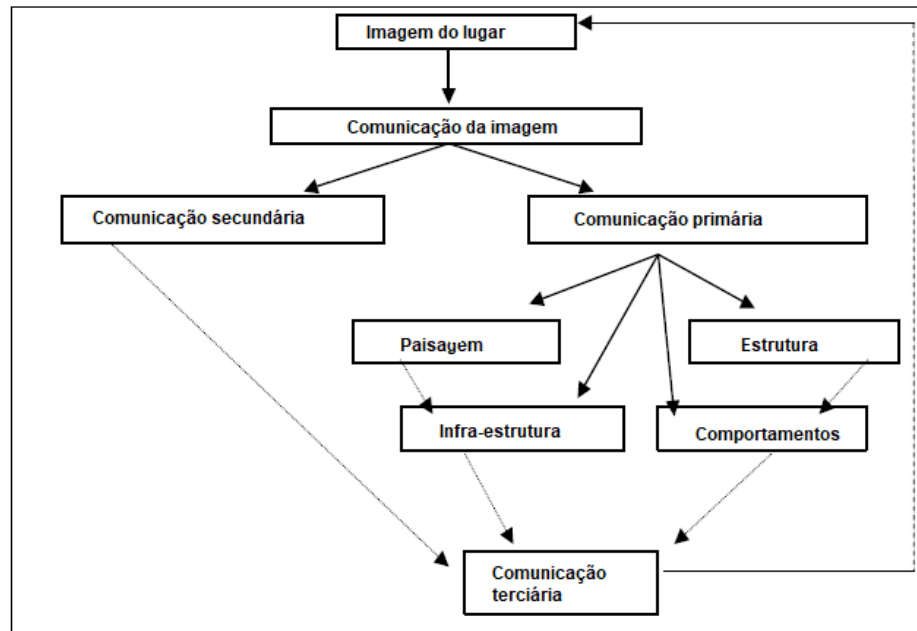 Imagem do lugar
Comunicação da imagem
Comunicação secundária
Comunicação primária
Paisagem
Estrutura
Infra-estrutura
Comportamentos
Comunicação
terciária